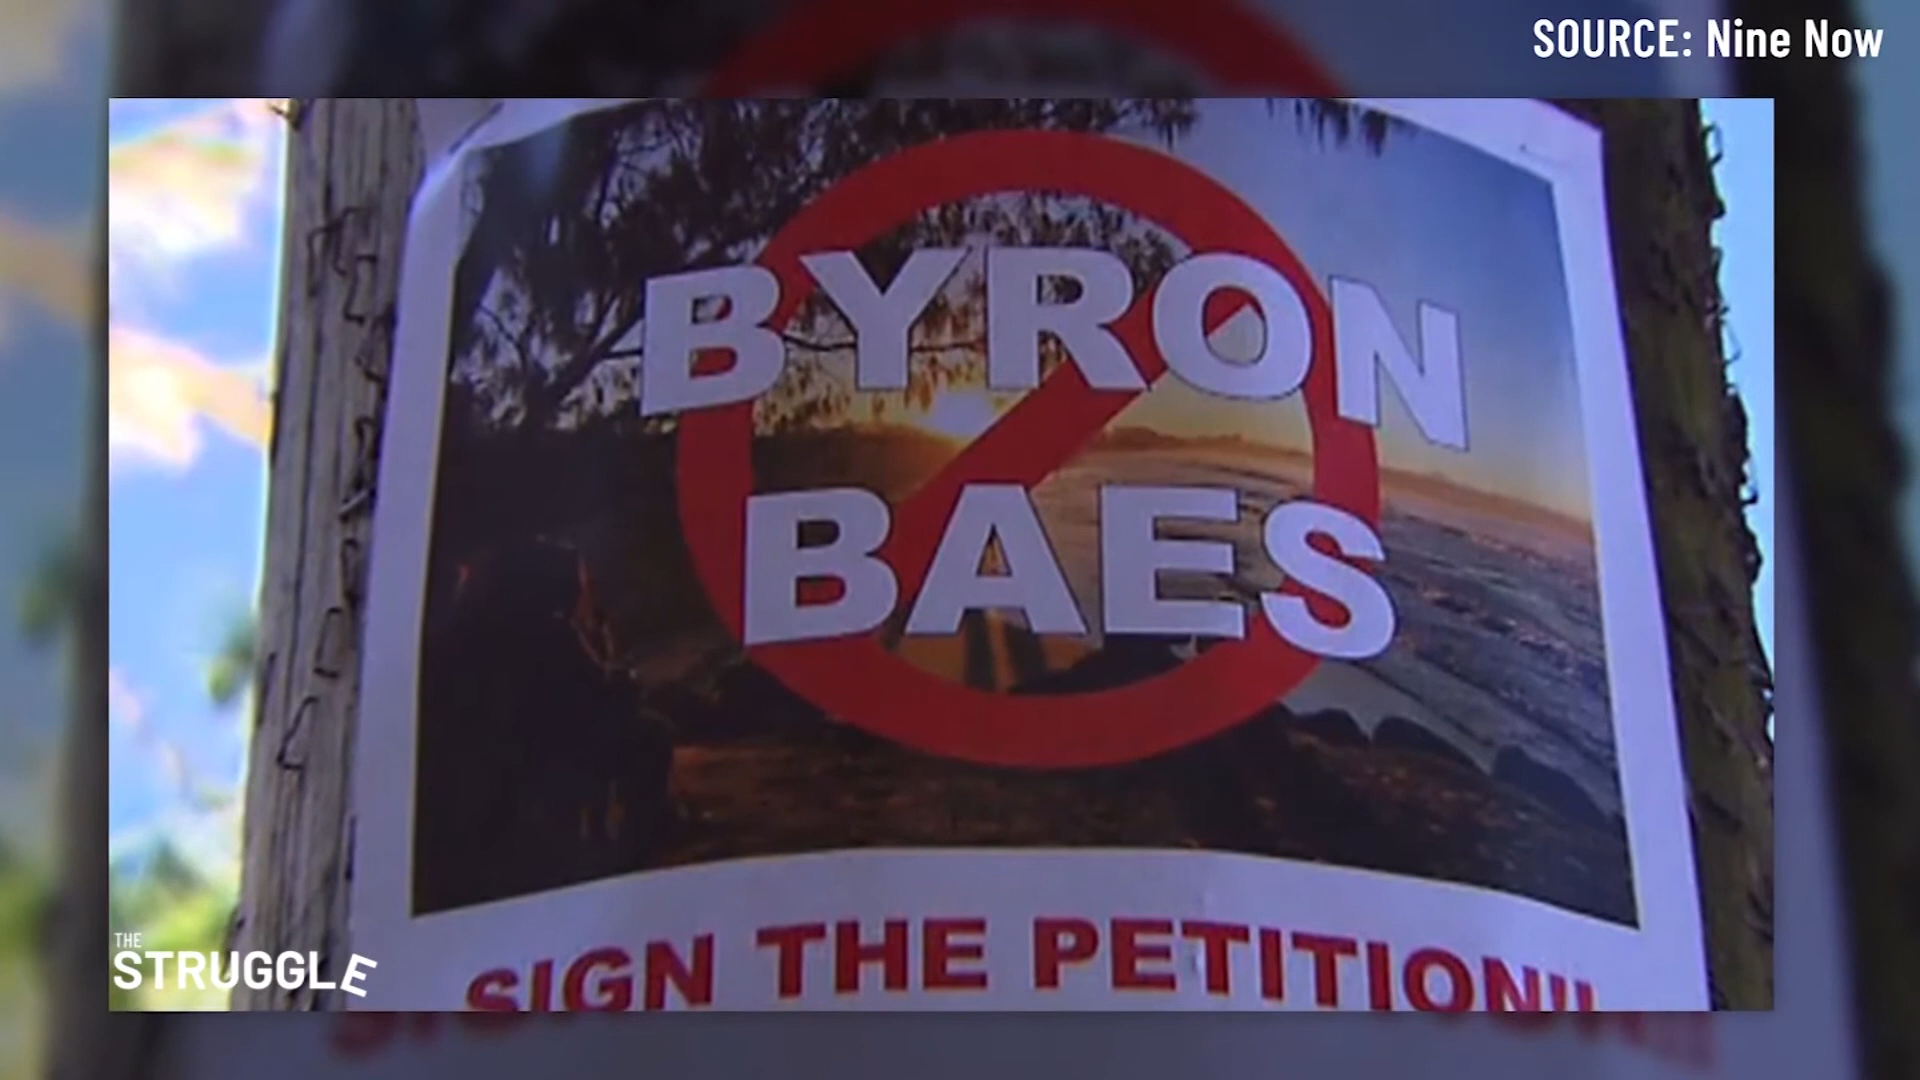 SOURCE: Nine Now
BYRON
BAES
SIGN THE PETITION!!
THE
STRUGGLE